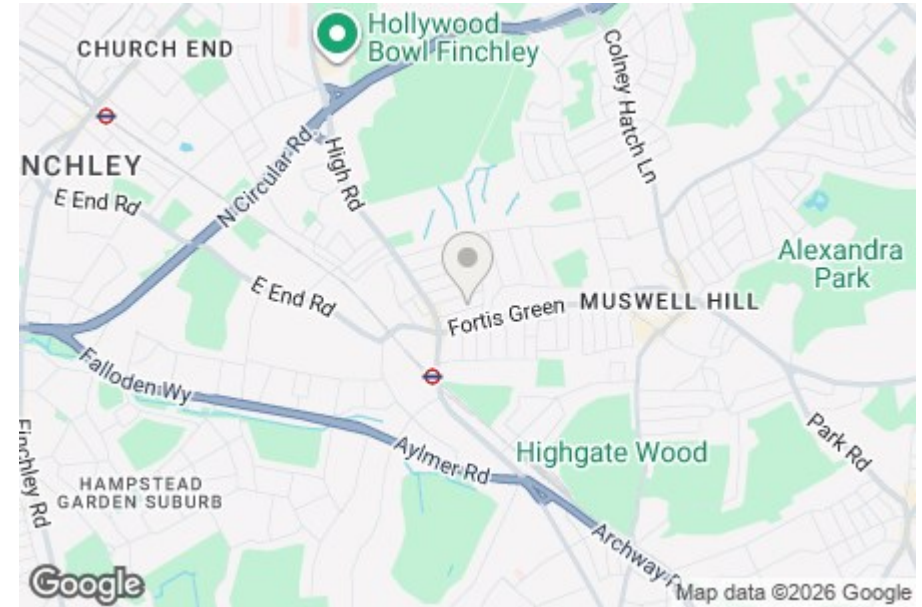 Hollywood
Bowl Finchley
CHURCH END
Colney Hatch Ln
N Circular Rd
High Rd
NCHLEY
E End Rd
Alexandra
Park
E End Rd
MUSWELL HILL
Fortis Green
Falloden Wy
Finchley Rd
Aylmer Rd
Highgate Wood
Park Rd
HAMPSTEAD
GARDEN SUBURB
Archway
Google
Map data ©2026 Google